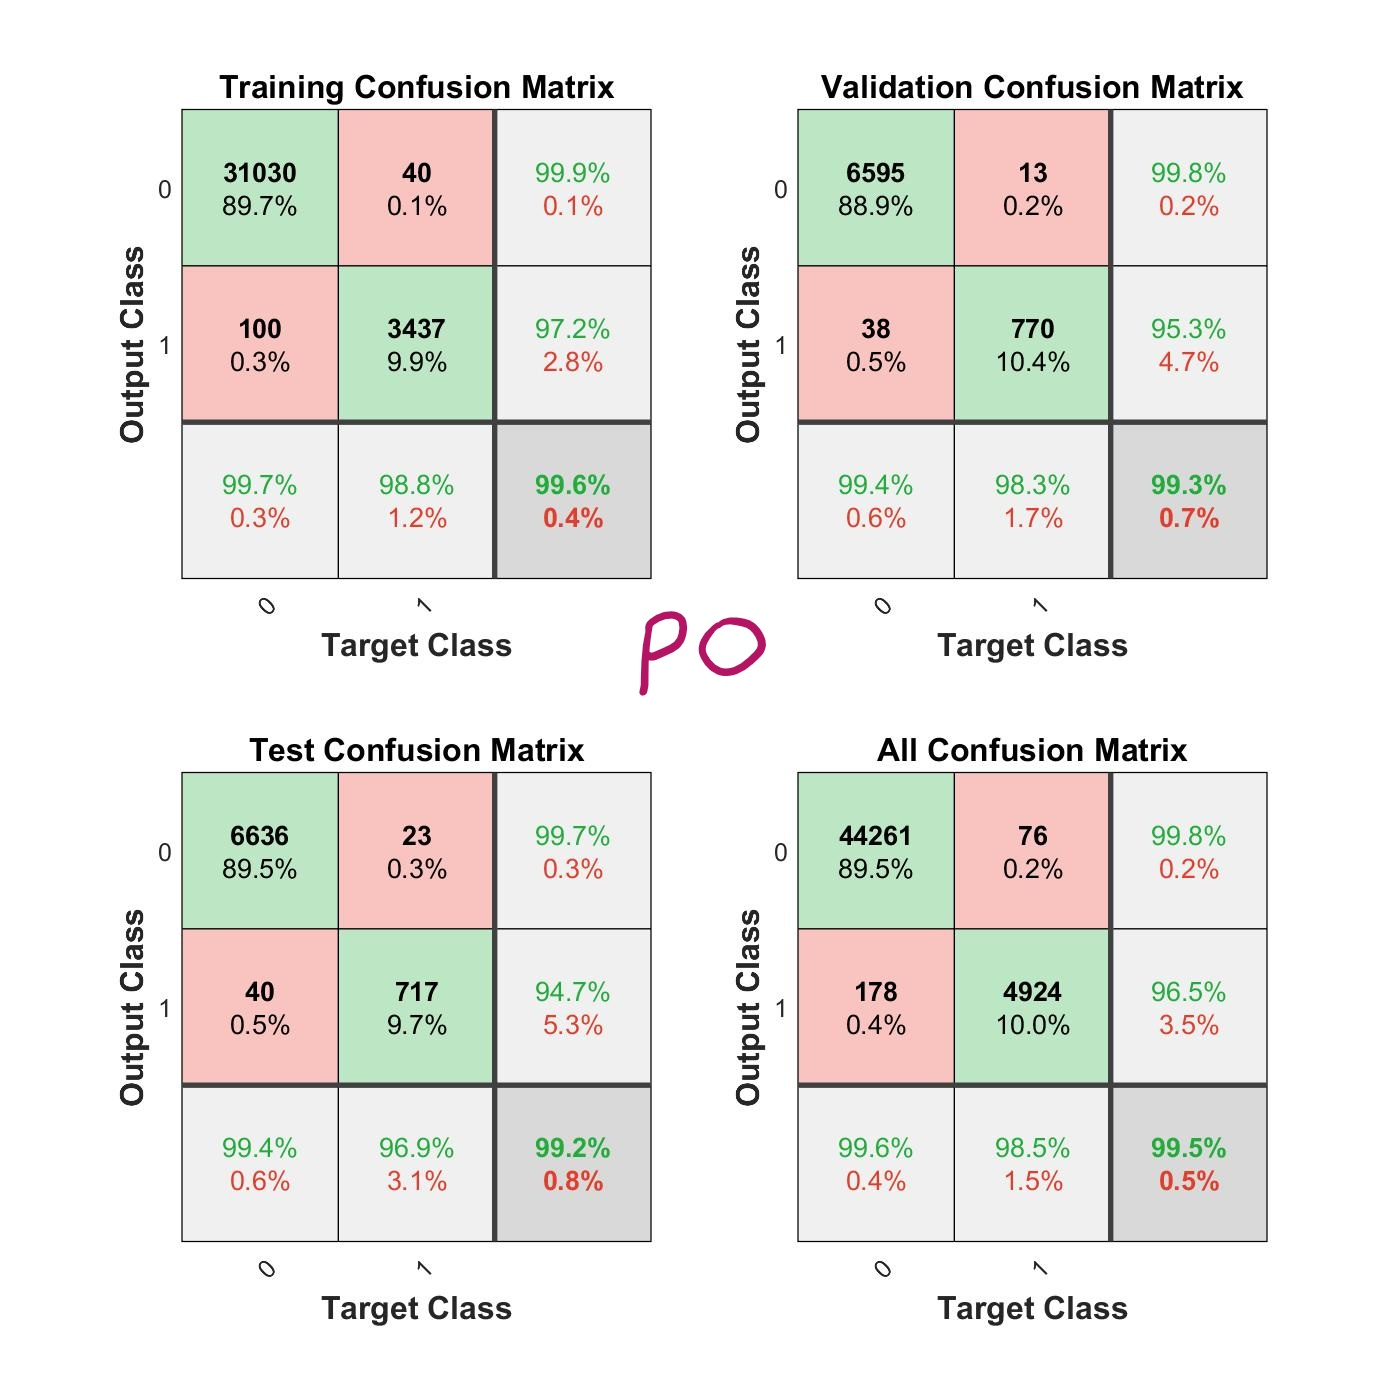 Training Confusion Matrix
31030 40 99.9%
89.7% 0.1% 0.1%
0
100 3437 97.2%
0.3% 9.9% 2.8%
1
99.7% 98.8% 99.6%
0.3% 1.2% 0.4%
0 1
Target Class
Output Class
Validation Confusion Matrix
6595 13 99.8%
88.9% 0.2% 0.2%
0
38 770 95.3%
0.5% 10.4% 4.7%
1
99.4% 98.3% 99.3%
0.6% 1.7% 0.7%
0 1
Target Class
Output Class
PO
Test Confusion Matrix
6636 23 99.7%
89.5% 0.3% 0.3%
0
40 717 94.7%
0.5% 9.7% 5.3%
1
99.4% 96.9% 99.2%
0.6% 3.1% 0.8%
0 1
Target Class
Output Class
All Confusion Matrix
44261 76 99.8%
89.5% 0.2% 0.2%
0
178 4924 96.5%
0.4% 10.0% 3.5%
1
99.6% 98.5% 99.5%
0.4% 1.5% 0.5%
0 1
Target Class
Output Class